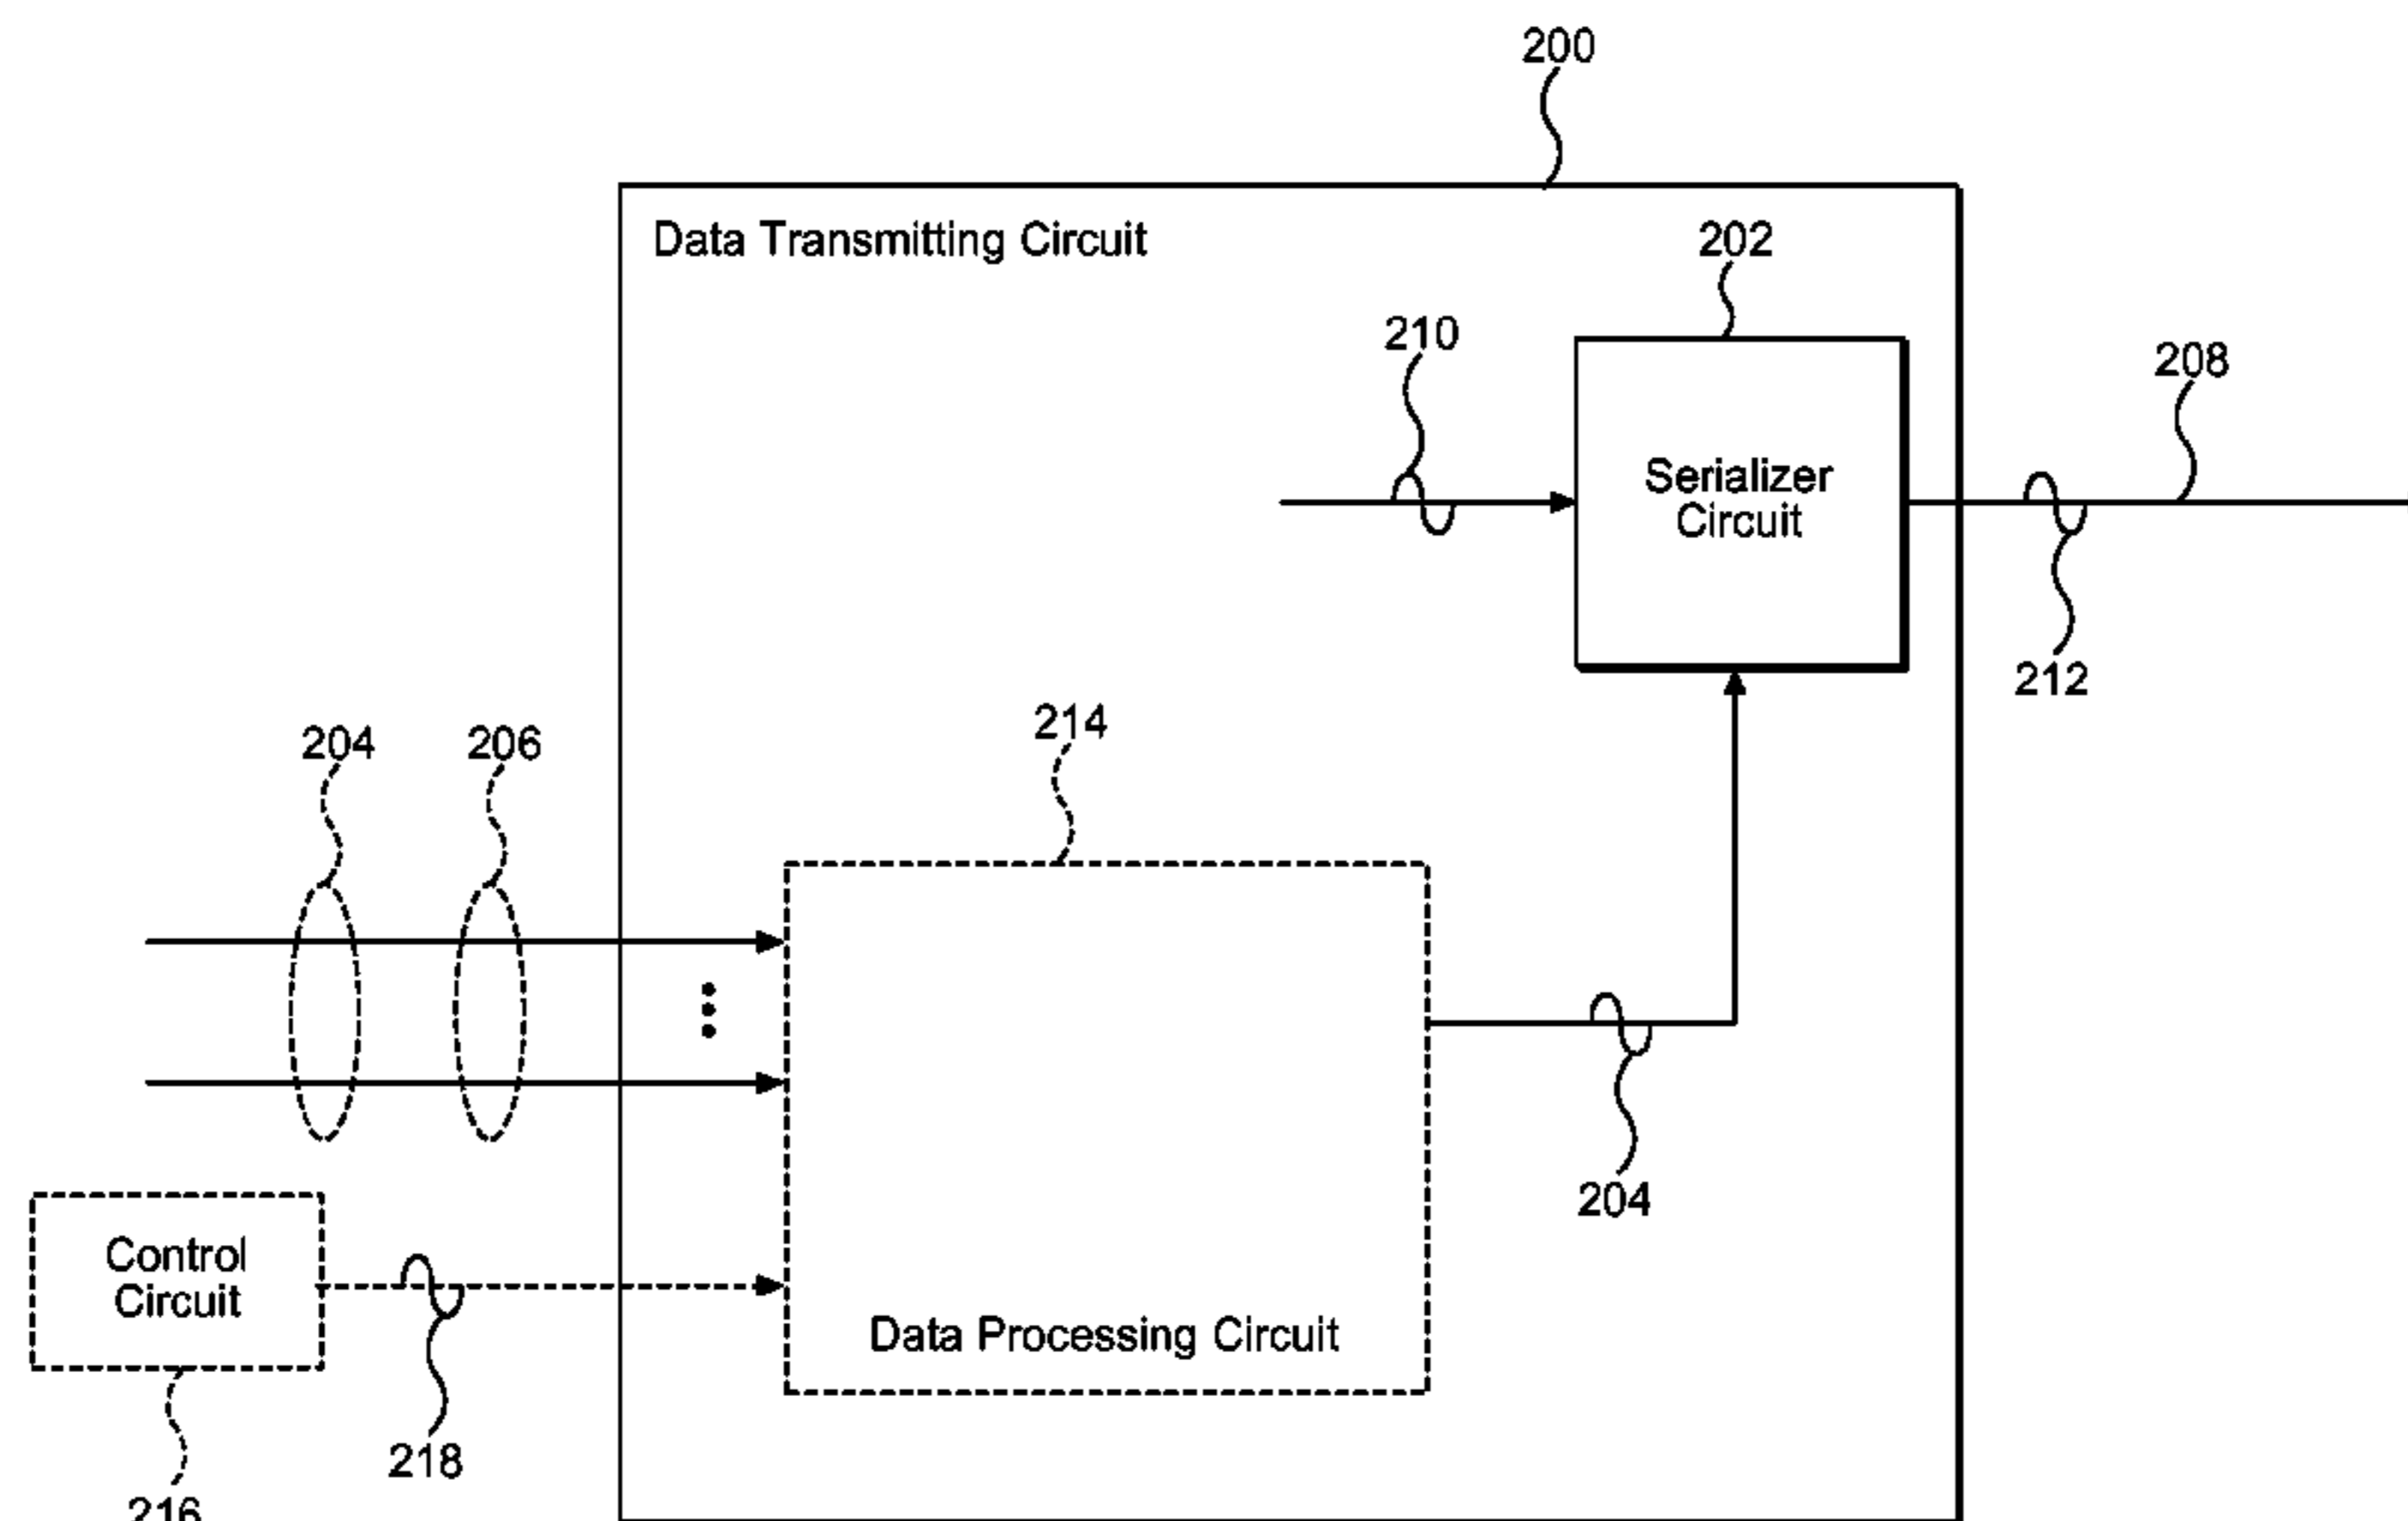 200
Data Transmitting Circuit
202
210
208
Serializer
Circuit
212
214
204
206
204
Control
Circuit
Data Processing Circuit
218
216